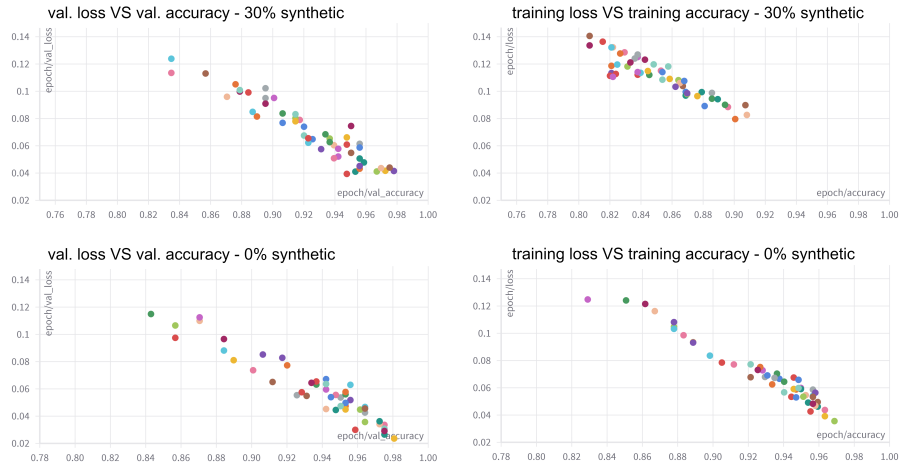 val. loss VS val. accuracy - 30% synthetic
epoch/val_loss
0.14
0.12
0.1
0.08
0.06
0.04
0.02
epoch/val_accuracy
0.76 0.78 0.80 0.82 0.84 0.86 0.88 0.90 0.92 0.94 0.96 0.98 1.00
training loss VS training accuracy - 30% synthetic
epoch/loss
0.14
0.12
0.1
0.08
0.06
0.04
0.02
epoch/accuracy
0.76 0.78 0.80 0.82 0.84 0.86 0.88 0.90 0.92 0.94 0.96 0.98 1.00
val. loss VS val. accuracy - 0% synthetic
epoch/val_loss
0.14
0.12
0.1
0.08
0.06
0.04
0.02
epoch/val_accuracy
0.78 0.80 0.82 0.84 0.86 0.88 0.90 0.92 0.94 0.96 0.98 1.00
training loss VS training accuracy - 0% synthetic
epoch/loss
0.14
0.12
0.1
0.08
0.06
0.04
0.02
epoch/accuracy
0.78 0.80 0.82 0.84 0.86 0.88 0.90 0.92 0.94 0.96 0.98 1.00